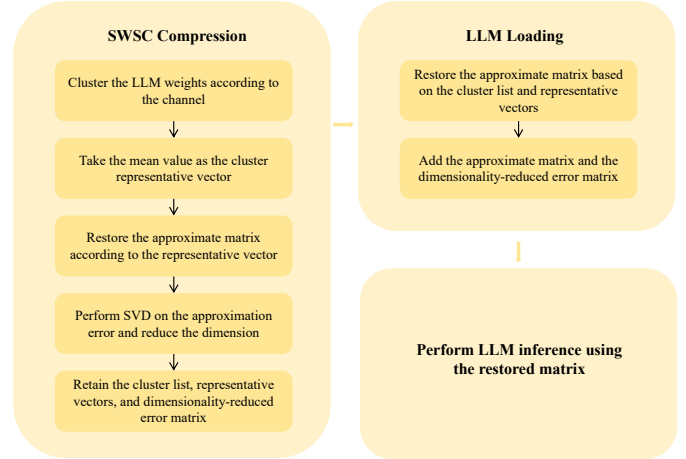 SWSC Compression
Cluster the LLM weights according to
the channel
Take the mean value as the cluster
representative vector
Restore the approximate matrix
according to the representative vector
Perform SVD on the approximation
error and reduce the dimension
Retain the cluster list, representative
vectors, and dimensionality-reduced
error matrix
LLM Loading
Restore the approximate matrix based
on the cluster list and representative
vectors
Add the approximate matrix and the
dimensionality-reduced error matrix
Perform LLM inference using
the restored matrix